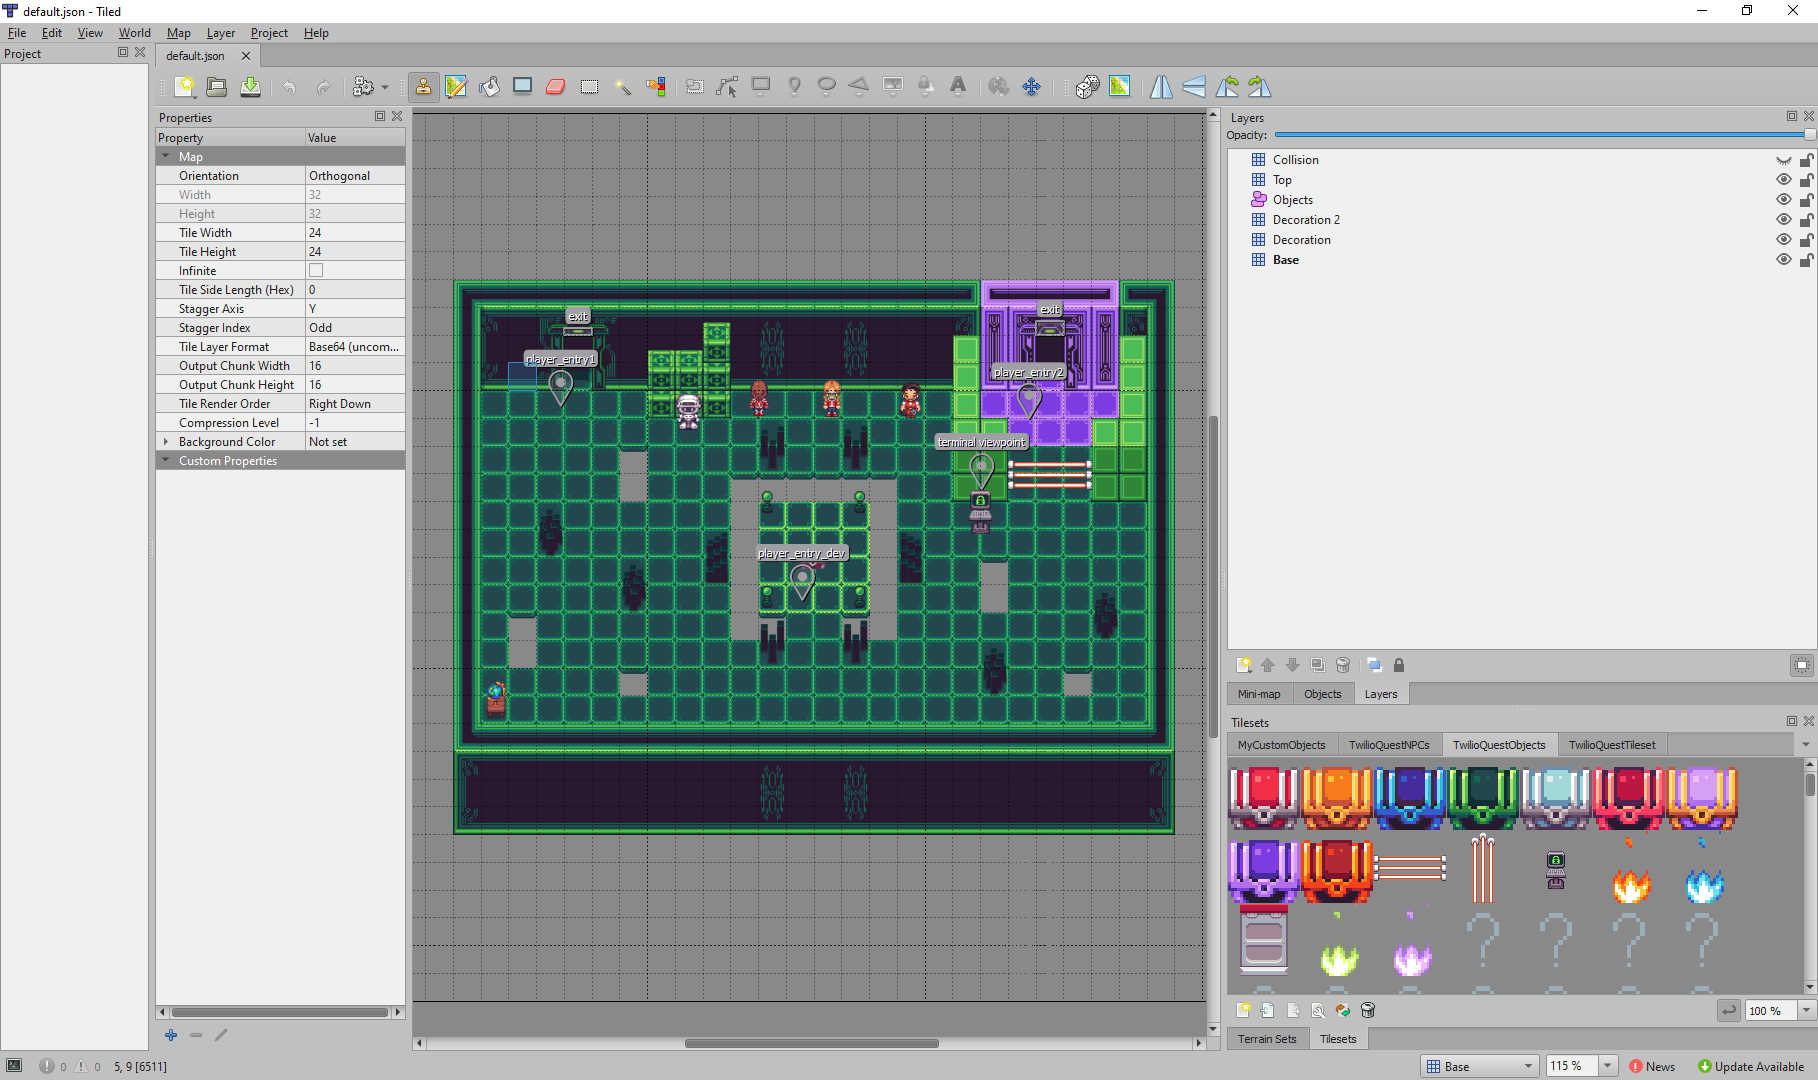 default.json - Tiled
File Edit View World Map Layer Project Help
Project
default.json
Properties
Property Value
Map
Orientation Orthogonal
Width 32
Height 32
Tile Width 24
Tile Height 24
Infinite
Tile Side Length (Hex) 0
Stagger Axis Y
Stagger Index Odd
Tile Layer Format Base64 (uncom...
Output Chunk Width 16
Output Chunk Height 16
Tile Render Order Right Down
Compression Level -1
Background Color Not set
Custom Properties
exit
exit
player_entry1
player_entry2
terminal viewpoint
player_entry_dev
Layers
Opacity:
Collision
Top
Objects
Decoration 2
Decoration
Base
Mini-map Objects Layers
Tilesets
MyCustomObjects TwilioQuestNPCs TwilioQuestObjects TwilioQuestTileset
? ? ? ?
100 %
Terrain Sets Tilesets
0 0 5, 9 [6511]
Base 115 % News Update Available